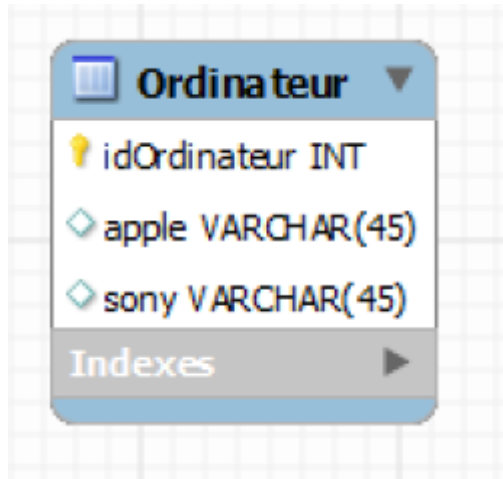 Ordinateur
idOrdinateur INT
apple VARCHAR(45)
sony VARCHAR(45)
Indexes